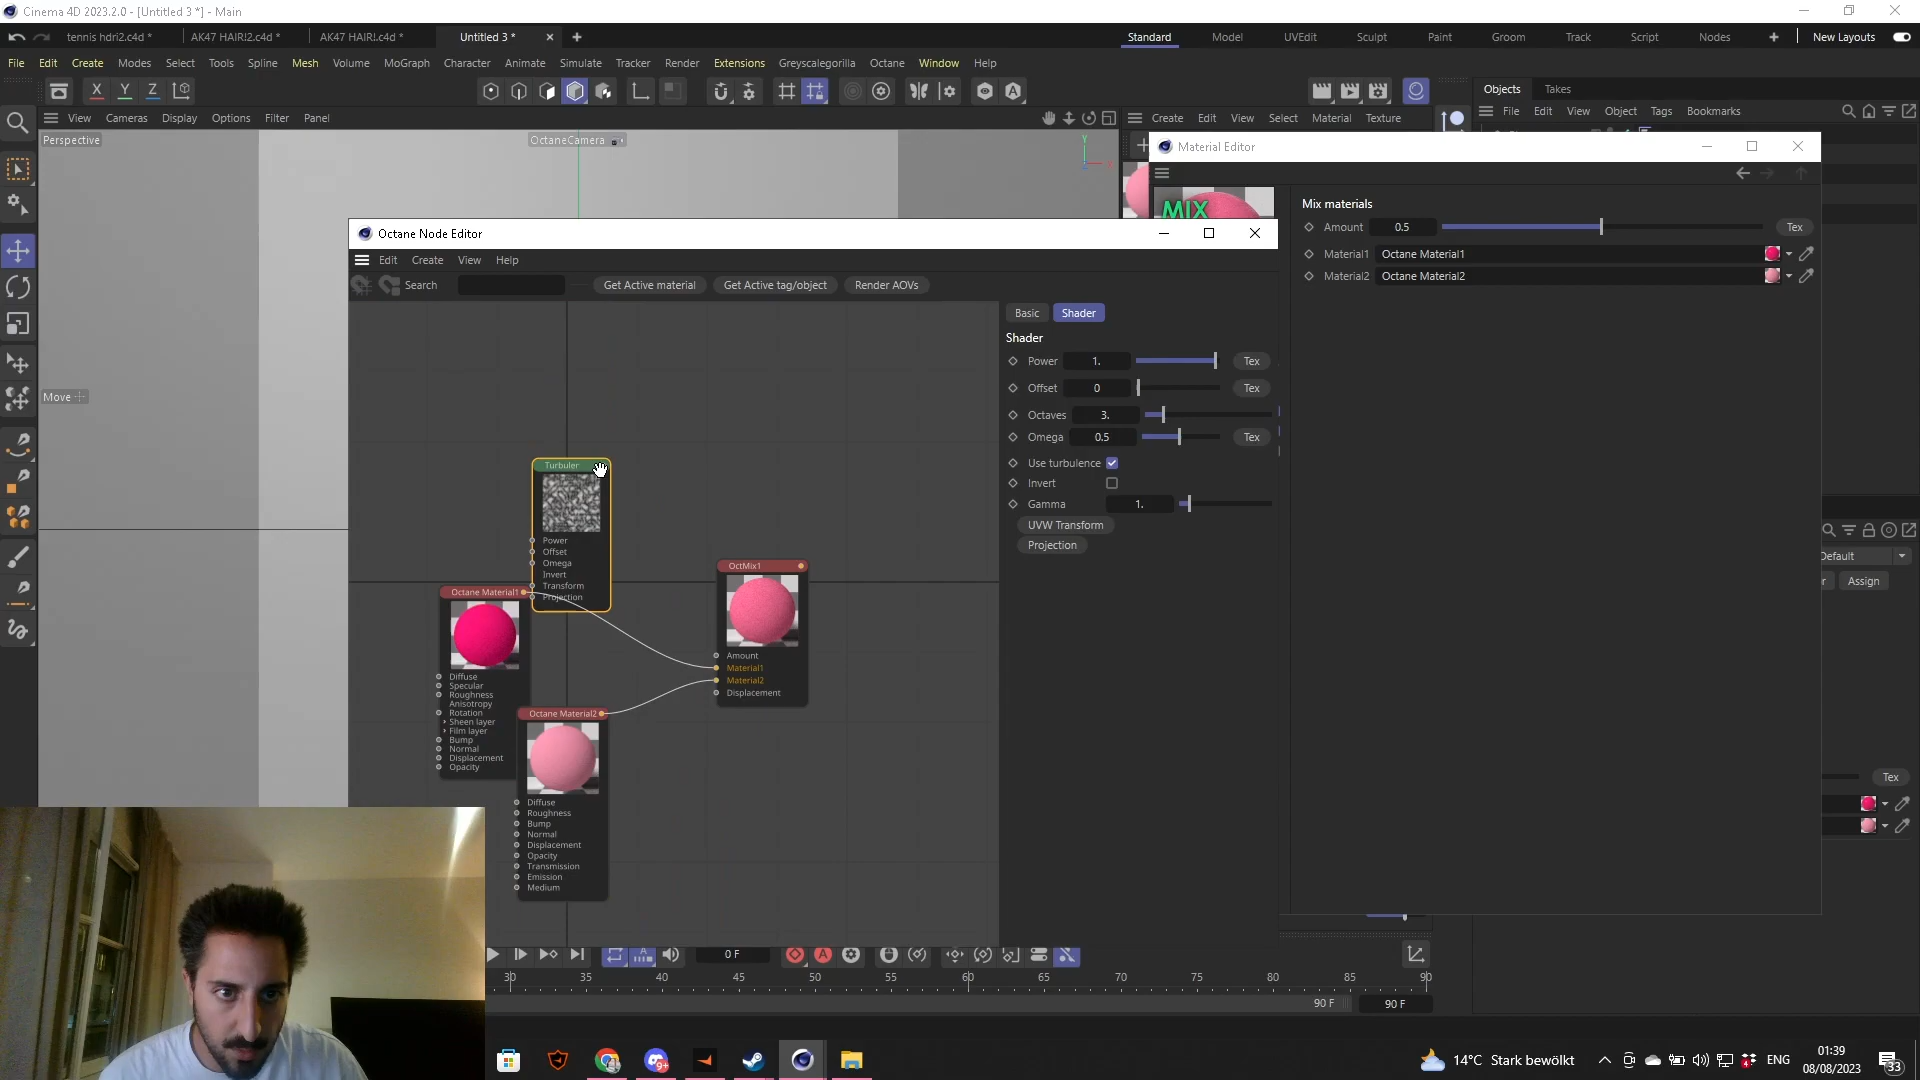 Cinema 4D 2023.2.0 - [Untitled 3 *] - Main
tennis hdri2.c4d *
AK47 HAIR!2.c4d *
AK47 HAIR!.c4d *
Untitled 3 *
Standard
Model
UVEdit
Sculpt
Paint
Groom
Track
Script
Nodes
New Layouts
File Edit Create Modes Select Tools Spline Mesh Volume MoGraph Character Animate Simulate Tracker Render Extensions Greyscalegorilla Octane Window Help
X Y Z
Objects Takes
View Cameras Display Options Filter Panel
Create Edit View Select Material Texture
File Edit View Object Tags Bookmarks
Perspective
OctaneCamera
Y
Move
Material Editor
MIX
Mix materials
Amount 0.5 Tex
Material1 Octane Material1
Material2 Octane Material2
Octane Node Editor
Edit Create View Help
Search
Get Active material
Get Active tag/object
Render AOVs
Basic Shader
Shader
Power 1. Tex
Offset 0 Tex
Octaves 3.
Omega 0.5 Tex
Use turbulence
Invert
Gamma 1.
UVW Transform
Projection
Turbuler
Power
Offset
Omega
Invert
Transform
Projection
Octane Material1
Diffuse
Specular
Roughness
Anisotropy
Rotation
Sheen layer
Film layer
Bump
Normal
Displacement
Opacity
Octane Material2
Diffuse
Roughness
Bump
Normal
Displacement
Opacity
Transmission
Emission
Medium
OctMix1
Amount
Material1
Material2
Displacement
Default
r Assign
Tex
0 F
30 35 40 45 50 55 60 65 70 75 80 85 90
90 F 90 F
9+
14°C Stark bewölkt
ENG
01:39
08/08/2023
33